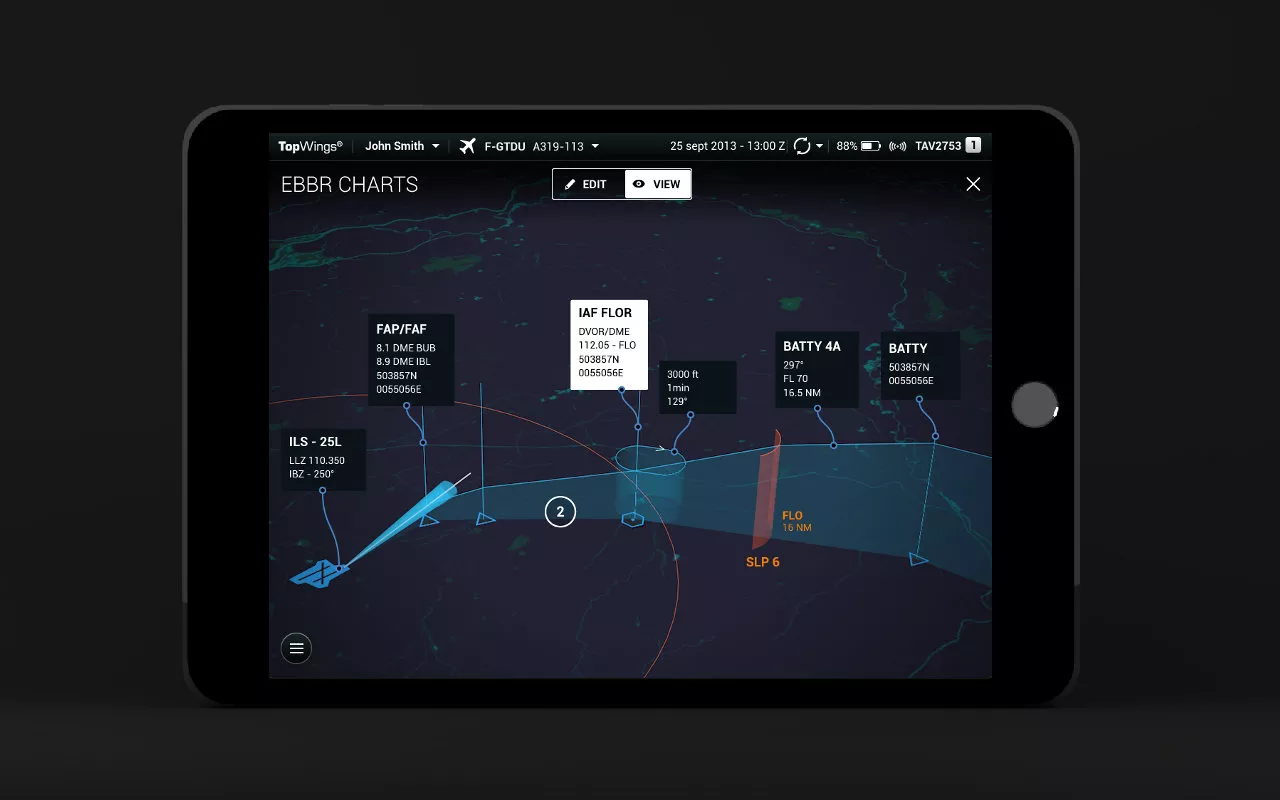 TopWings®
John Smith
F-GTDU A319-113
25 sept 2013 - 13:00 Z
88%
TAV2753 1
EBBR CHARTS
EDIT
VIEW
IAF FLOR
DVOR/DME
112.05 - FLO
503857N
0055056E
FAP/FAF
8.1 DME BUB
8.9 DME IBL
503857N
0055056E
BATTY 4A
297°
FL 70
16.5 NM
BATTY
503857N
0055056E
3000 ft
1min
129°
ILS - 25L
LLZ 110.350
IBZ - 250°
2
FLO
16 NM
SLP 6